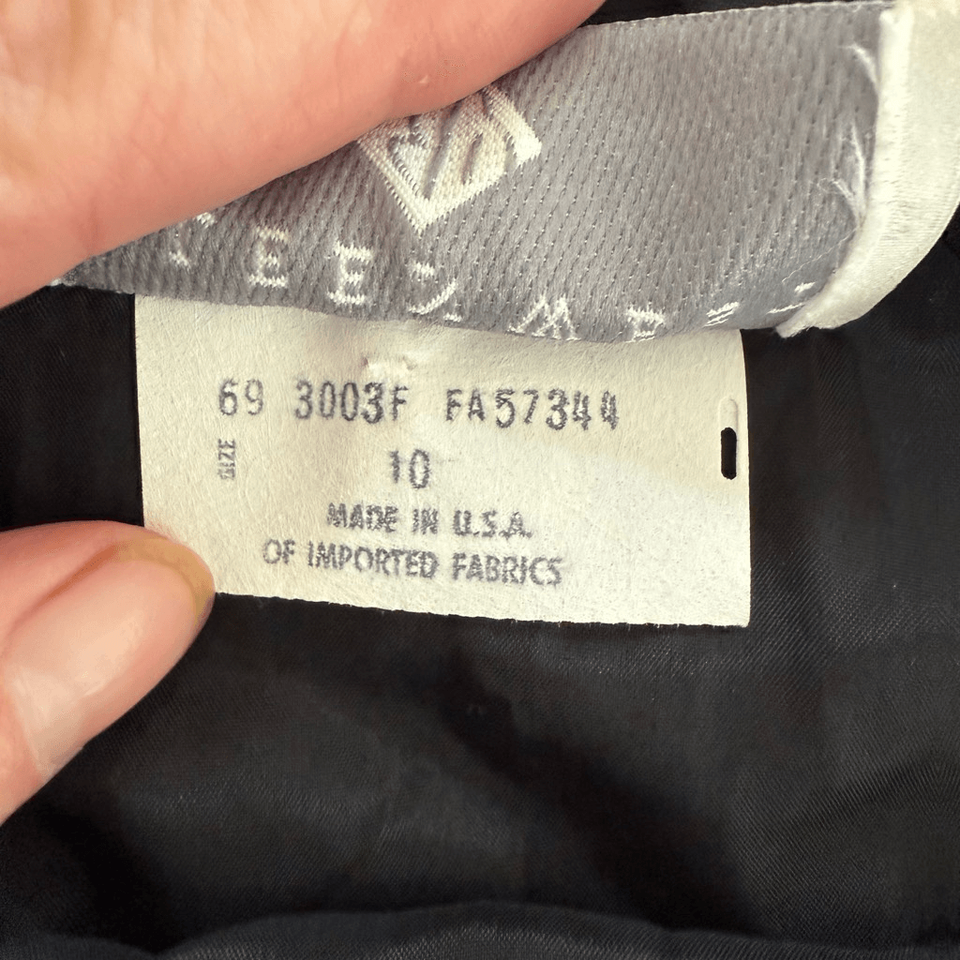 69 3003F FA57344
SIZE 10
MADE IN U.S.A.
OF IMPORTED FABRICS